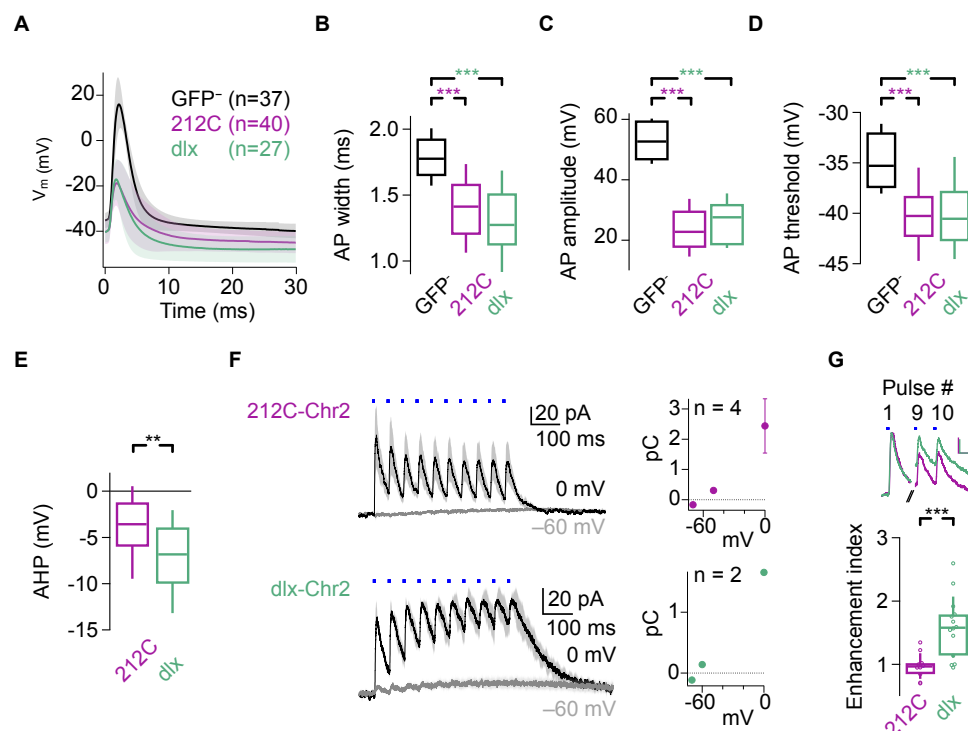 A
V_m (mV)
20
0
-20
-40
GFP⁻ (n=37)
212C (n=40)
dlx (n=27)
0
10
20
30
Time (ms)
B
***
***
AP width (ms)
2.0
1.5
1.0
GFP⁻
212C
dlx
C
***
***
AP amplitude (mV)
60
40
20
GFP⁻
212C
dlx
D
***
***
AP threshold (mV)
-30
-35
-40
-45
GFP⁻
212C
dlx
E
**
AHP (mV)
0
-5
-10
-15
212C
dlx
F
212C-Chr2
20 pA
100 ms
0 mV
–60 mV
n = 4
pC
3
2
1
0
-60
0
mV
dlx-Chr2
20 pA
100 ms
0 mV
–60 mV
n = 2
pC
1
0
-60
0
mV
G
Pulse #
1 9 10
//
***
Enhancement index
3
2
1
212C
dlx